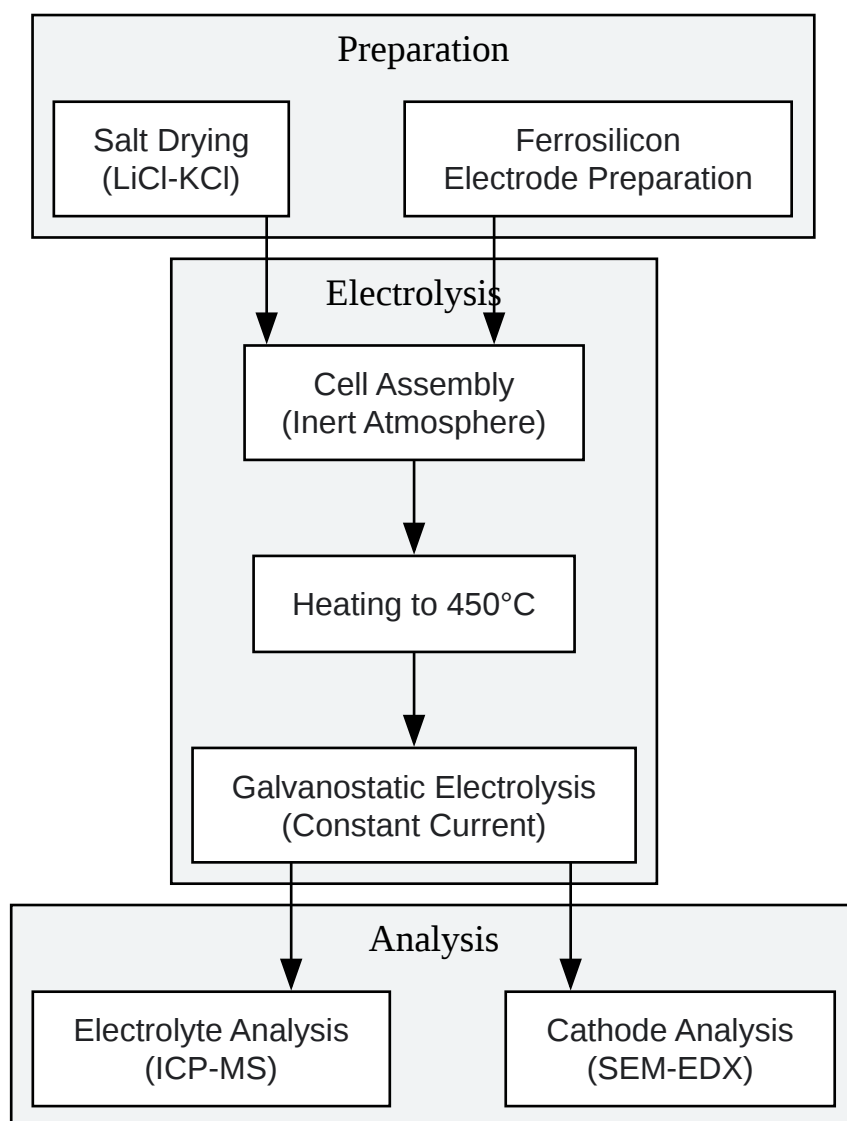 Preparation
Salt Drying
(LiCl-KCl)
Ferrosilicon
Electrode Preparation
Electrolysis
Cell Assembly
(Inert Atmosphere)
Heating to 450°C
Galvanostatic Electrolysis
(Constant Current)
Analysis
Electrolyte Analysis
(ICP-MS)
Cathode Analysis
(SEM-EDX)